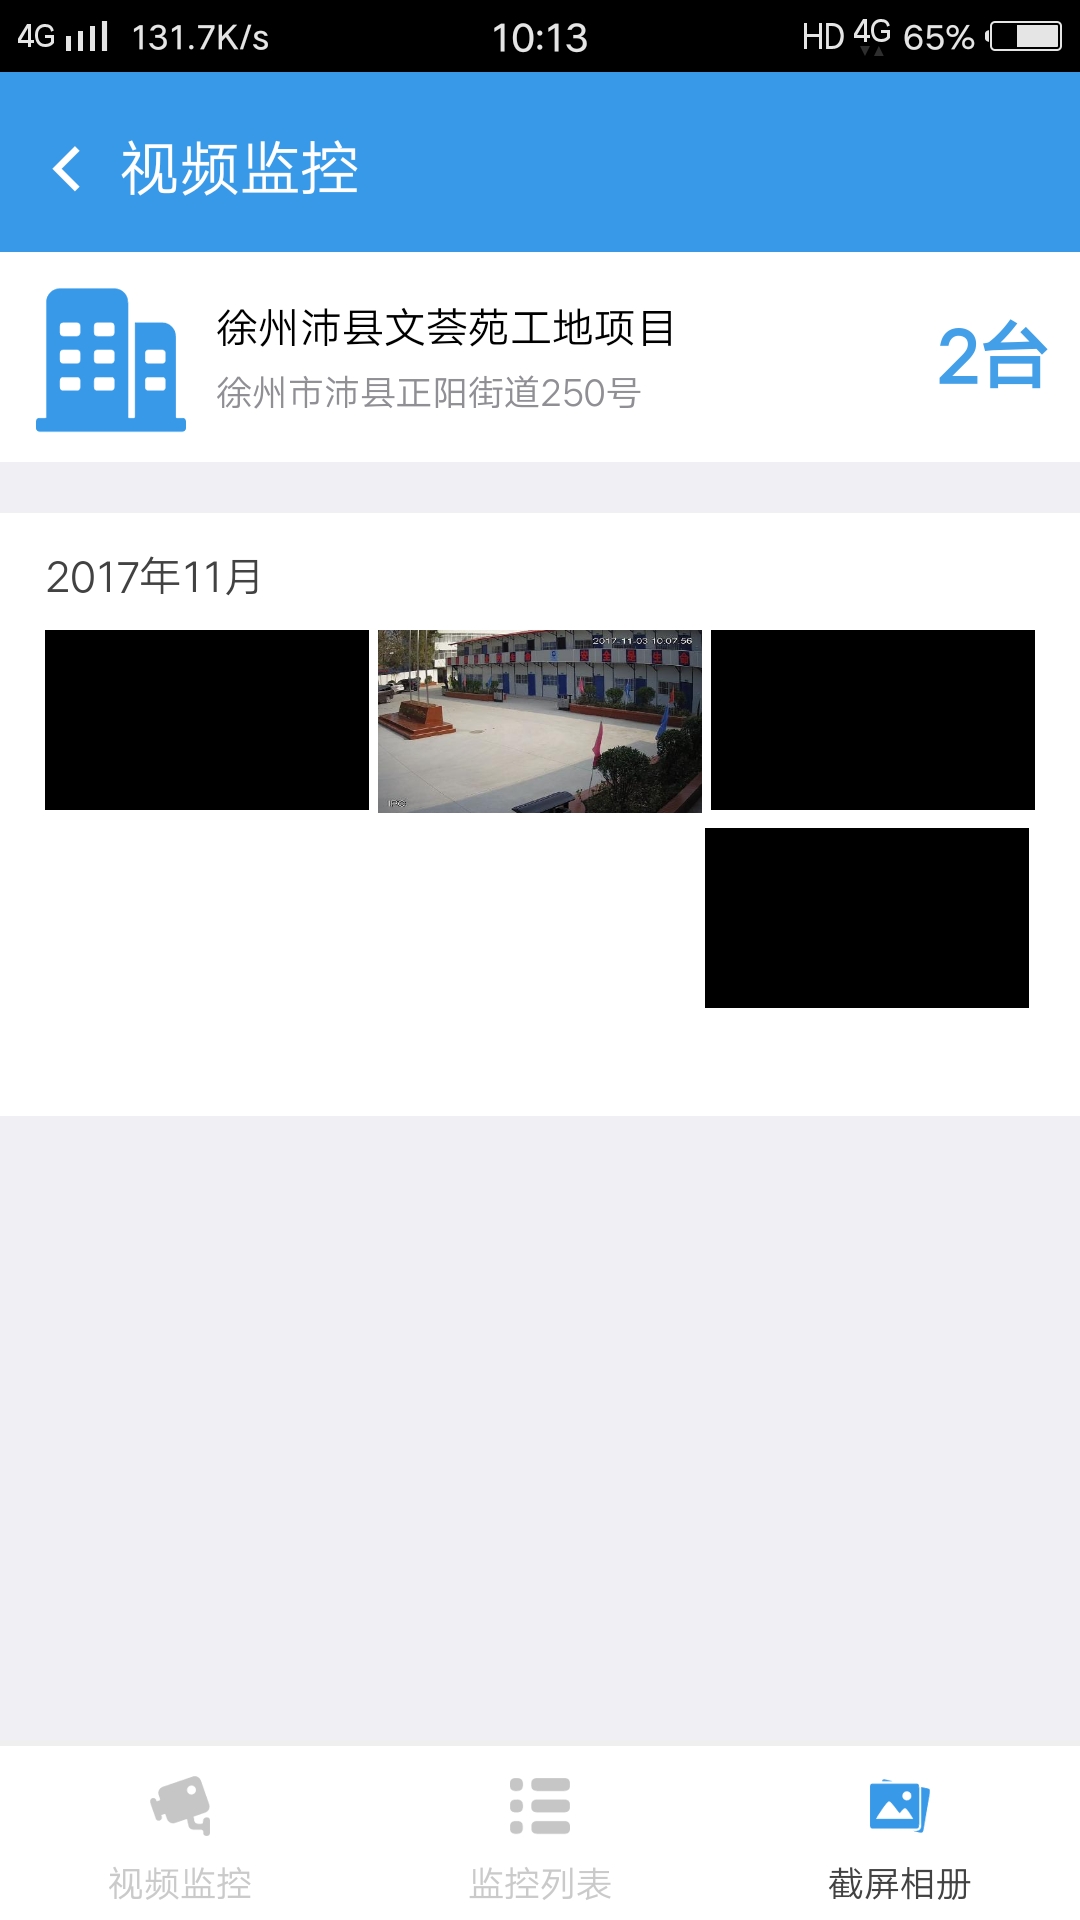 4G 131.7K/s 10:13 HD 4G 65%
视频监控
徐州沛县文荟苑工地项目
2台
徐州市沛县正阳街道250号
2017年11月
2017-11-03 10:07:56
IPC
视频监控 监控列表 截屏相册